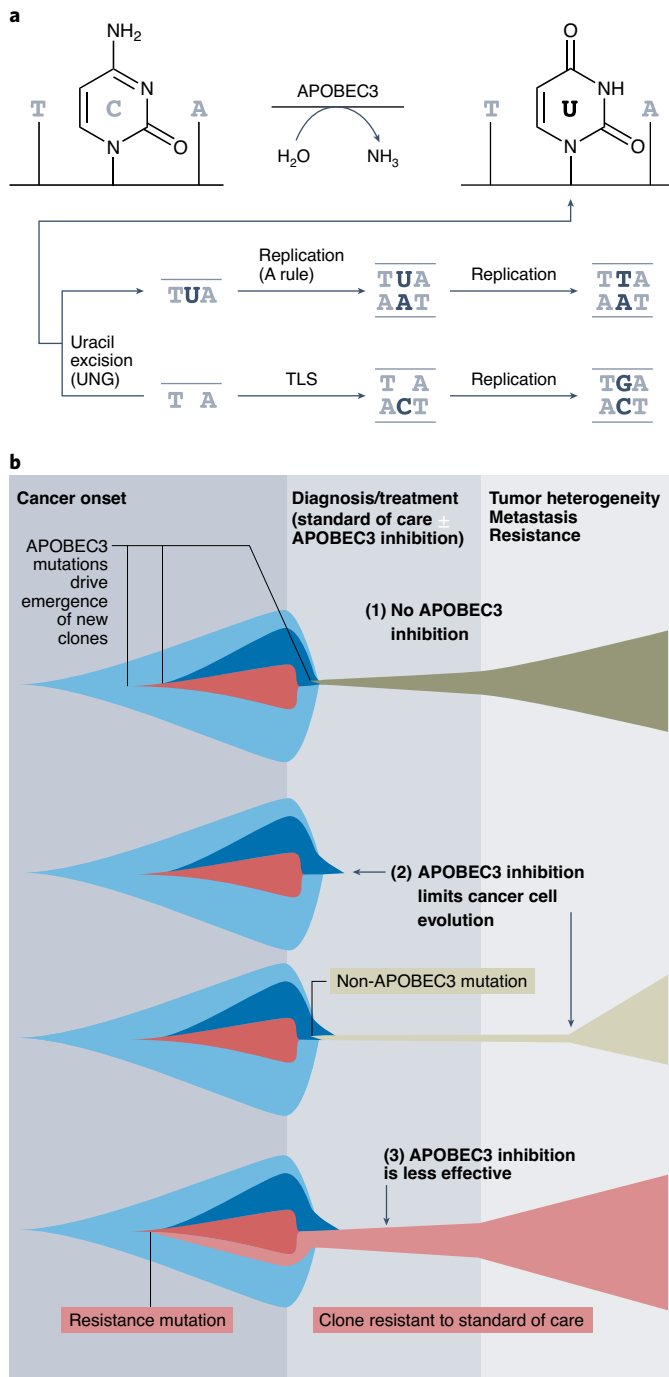 a
NH2
T C A
N
N
O
APOBEC3
H2O
NH3
O
T U A
NH
N
O
Replication
(A rule)
Replication
TUA
TUA
AAT
TTA
AAT
Uracil
excision
(UNG)
TLS
Replication
T A
T A
ACT
TGA
ACT
b
Cancer onset
Diagnosis/treatment
(standard of care ±
APOBEC3 inhibition)
Tumor heterogeneity
Metastasis
Resistance
APOBEC3
mutations
drive
emergence
of new
clones
(1) No APOBEC3
inhibition
(2) APOBEC3 inhibition
limits cancer cell
evolution
Non-APOBEC3 mutation
(3) APOBEC3 inhibition
is less effective
Resistance mutation
Clone resistant to standard of care